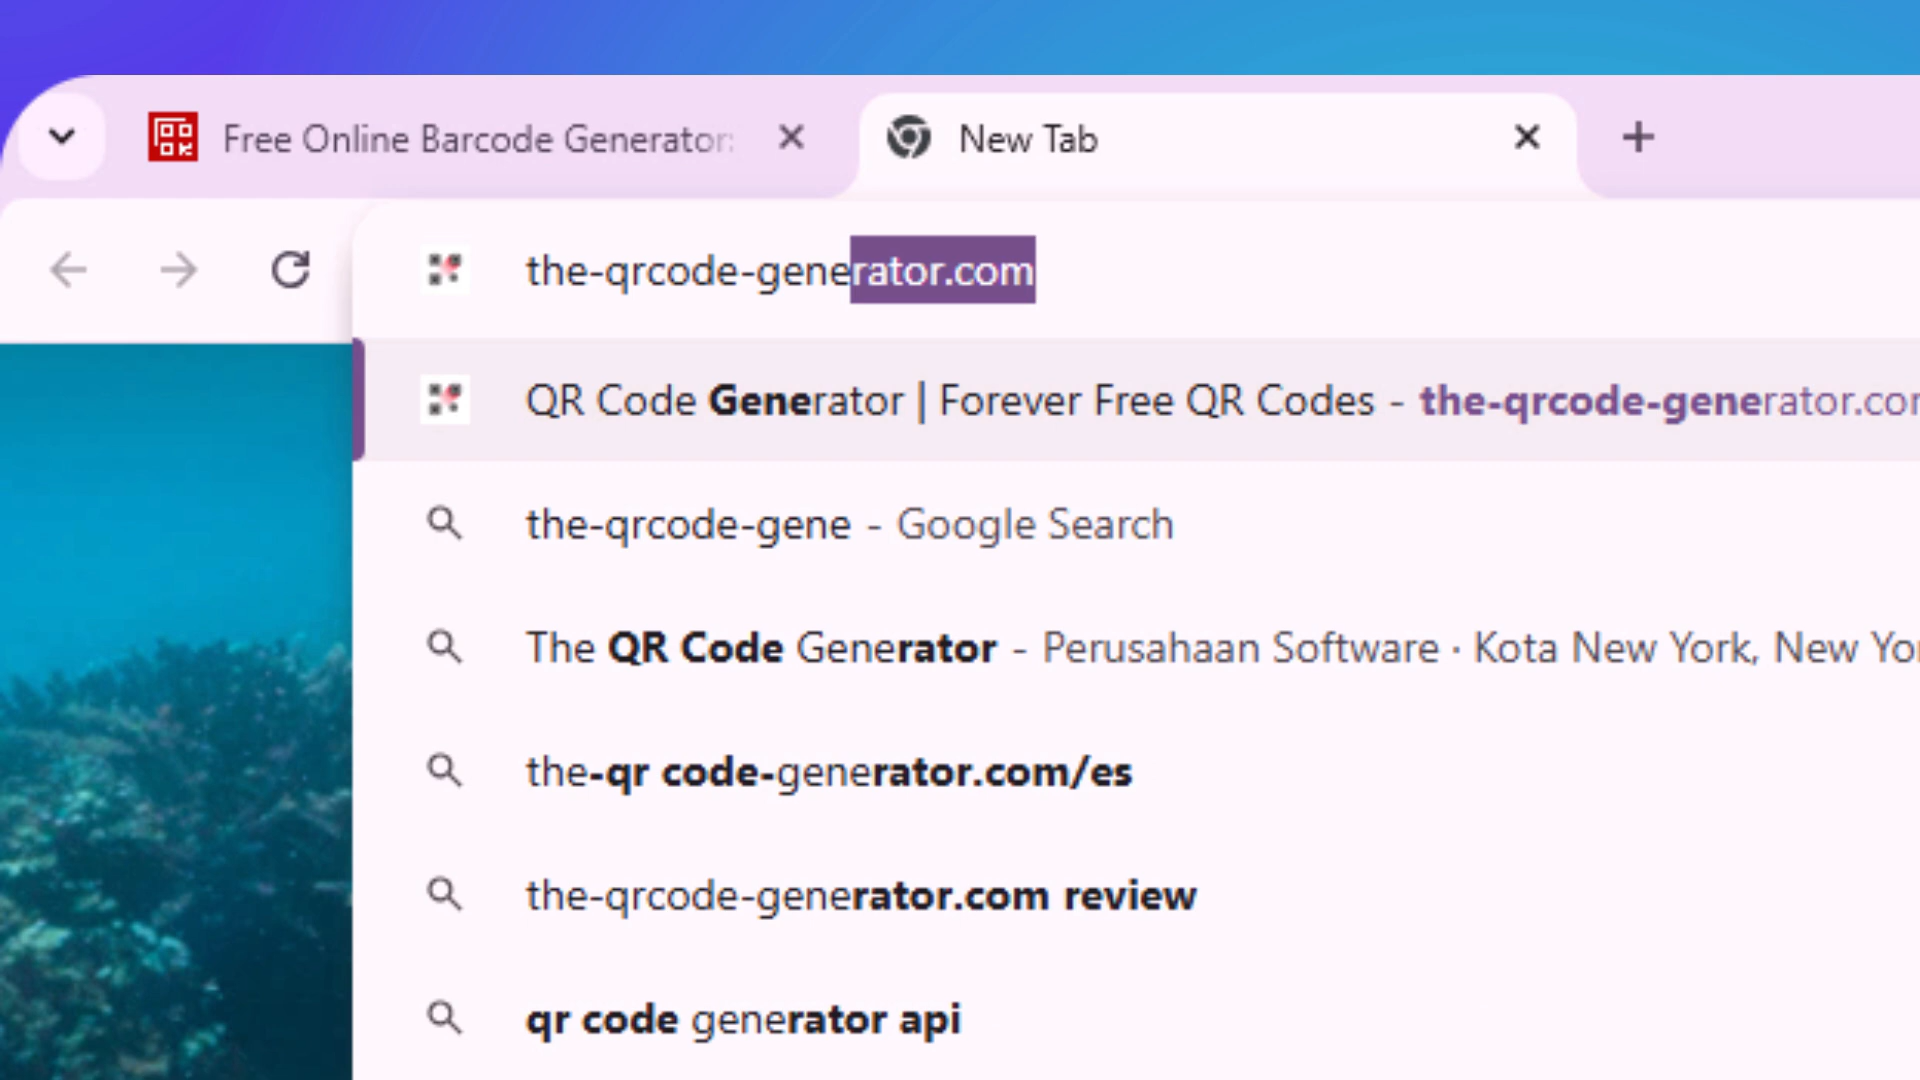 Free Online Barcode Generator:
New Tab
the-qrcode-generator.com
QR Code Generator | Forever Free QR Codes - the-qrcode-generator.com
the-qrcode-gene - Google Search
The QR Code Generator - Perusahaan Software · Kota New York, New Yor
the-qr code-generator.com/es
the-qrcode-generator.com review
qr code generator api